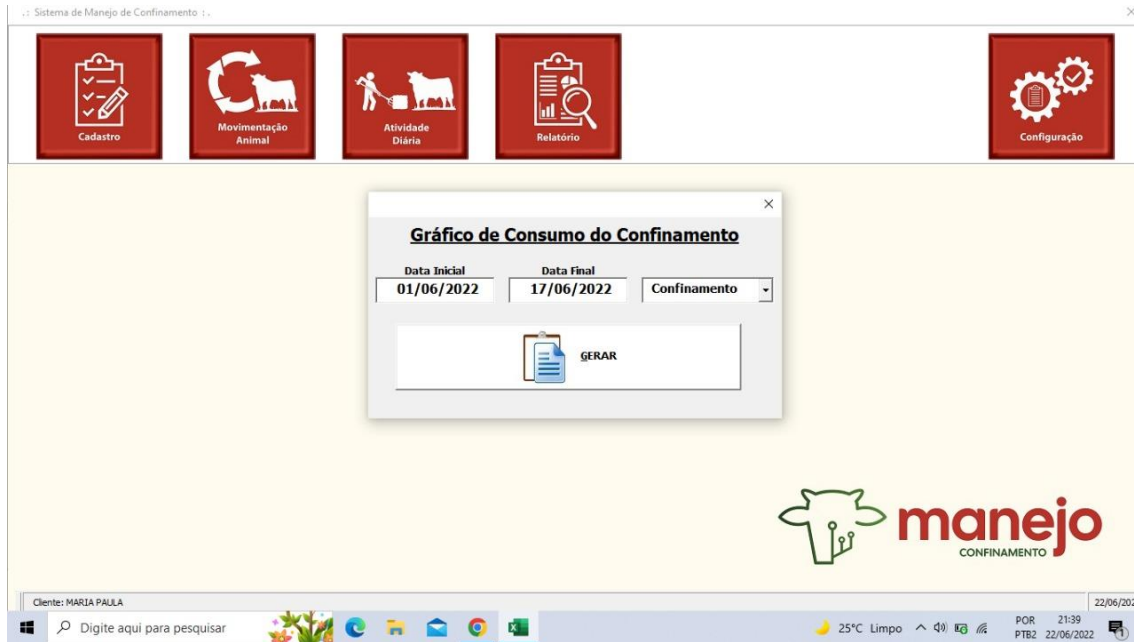 .: Sistema de Manejo de Confinamento :.
Cadastro
Movimentação
Animal
Atividade
Diária
Relatório
Configuração
Gráfico de Consumo do Confinamento
Data Inicial
Data Final
01/06/2022
17/06/2022
Confinamento
GERAR
manejo
CONFINAMENTO
Cliente: MARIA PAULA
22/06/202
Digite aqui para pesquisar
25°C Limpo
POR
PTB2
21:39
22/06/2022
1